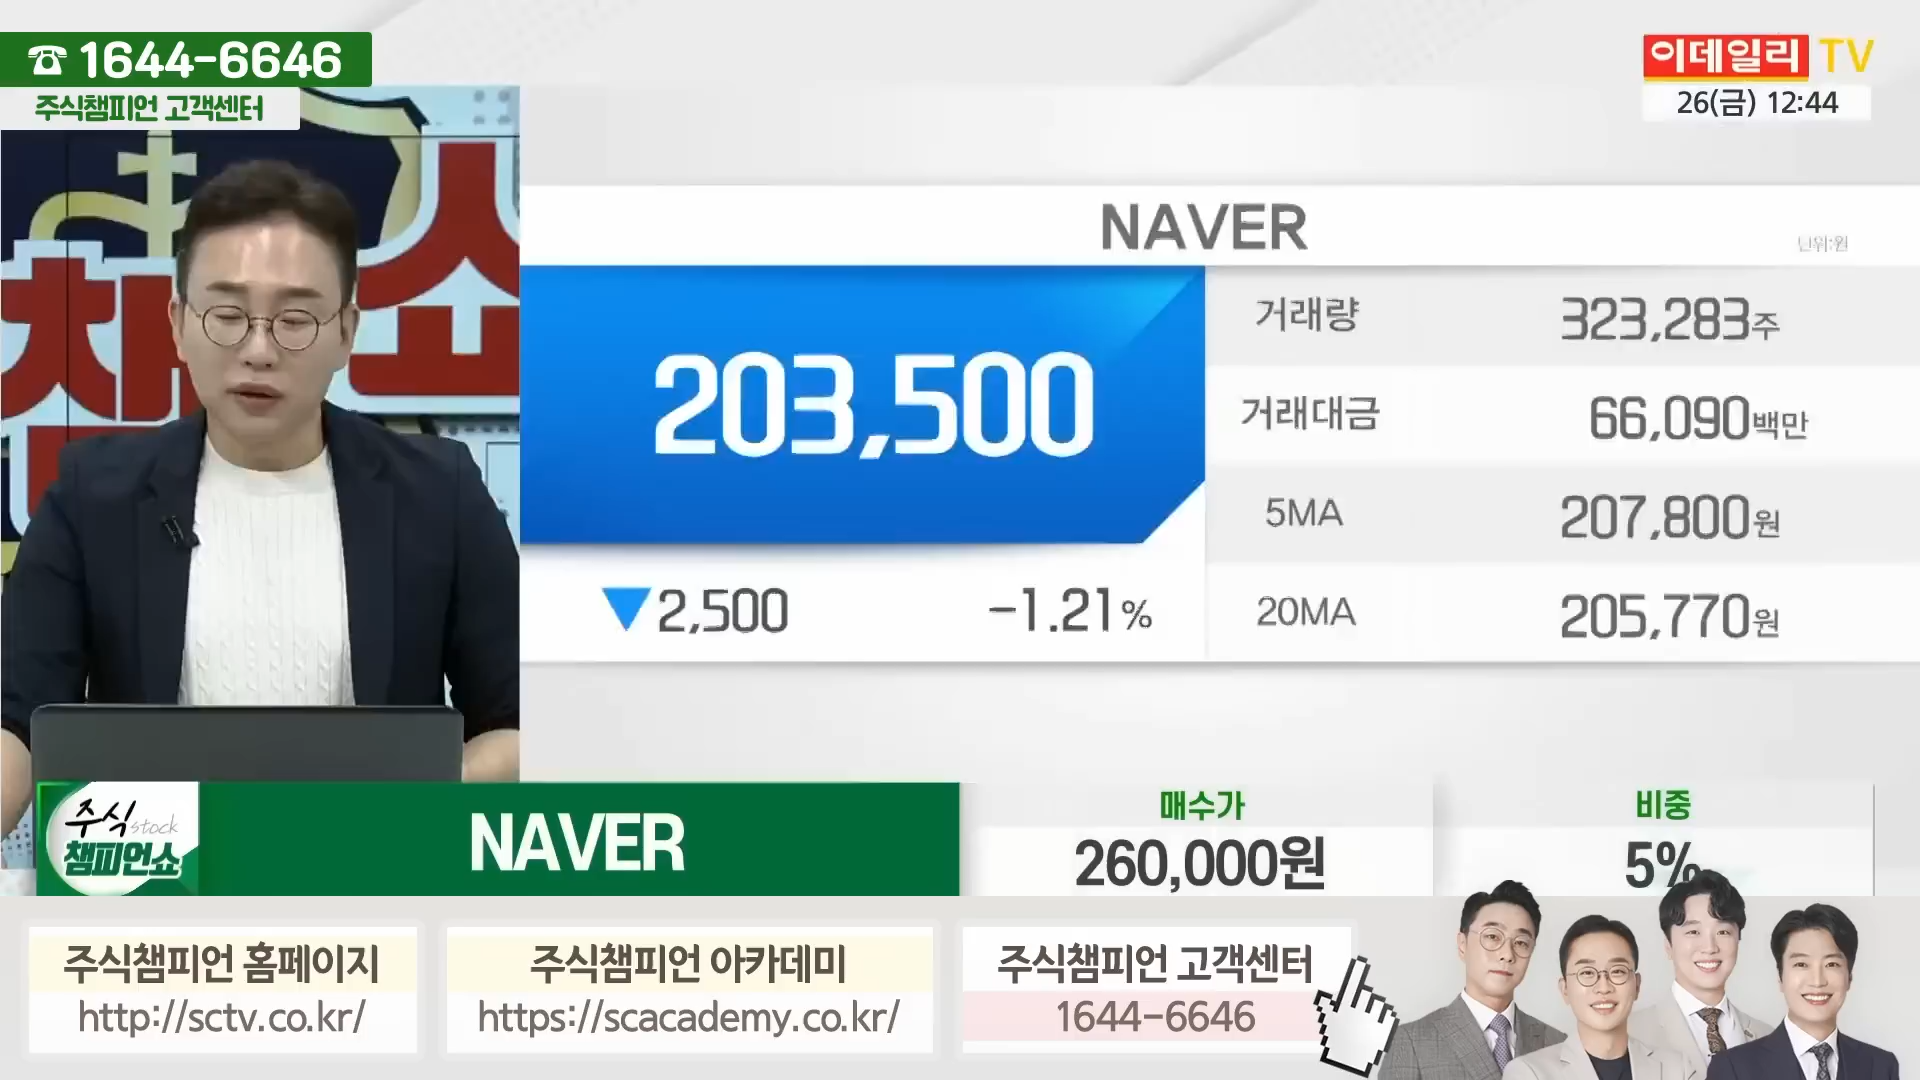 ☎ 1644-6646
주식챔피언 고객센터
이데일리 TV
26(금) 12:44
NAVER
단위:원
203,500
▼2,500 -1.21%
거래량 323,283주
거래대금 66,090백만
5MA 207,800원
20MA 205,770원
주식 stock
챔피언쇼
NAVER
매수가
260,000원
비중
5%
주식챔피언 홈페이지
http://sctv.co.kr/
주식챔피언 아카데미
https://scacademy.co.kr/
주식챔피언 고객센터
1644-6646